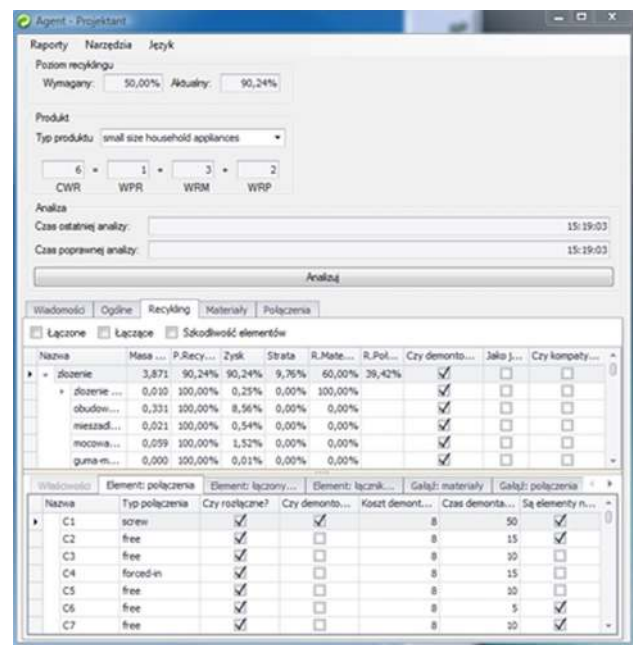 Agent - Projektant
Raporty Narzędzia Język
Poziom recyklingu
Wymagany: 50,00% Aktualny: 90,24%
Produkt
Typ produktu small size household appliances
6 = 1 + 3 + 2
CWR WPR WRM WRP
Analiza
Czas ostatniej analizy: 15:19:03
Czas poprawnej analizy: 15:19:03
Analizuj
Wiadomości Ogólne Recykling Materiały Połączenia
Łączone Łączące Szkodliwość elementów
Nazwa Masa ... P.Recy... Zysk Strata R.Mate... R.Poł... Czy demonto... Jako j... Czy kompaty...
złożenie 3,871 90,24% 90,24% 9,76% 60,00% 39,42%
złożenie ... 0,010 100,00% 0,25% 0,00% 100,00%
obudow... 0,331 100,00% 8,56% 0,00% 0,00%
mieszadł... 0,021 100,00% 0,54% 0,00% 0,00%
mocowa... 0,059 100,00% 1,52% 0,00% 0,00%
guma-m... 0,000 100,00% 0,01% 0,00% 0,00%
Właściwości Element: połączenia Element: łączony... Element: łącznik... Gałąź: materiały Gałąź: połączenia
Nazwa Typ połączenia Czy rozłączne? Czy demonto... Koszt demont... Czas demonta... Są elementy n...
C1 screw 8 50
C2 free 8 15
C3 free 8 10
C4 forced-in 8 15
C5 free 8 10
C6 free 8 5
C7 free 8 10